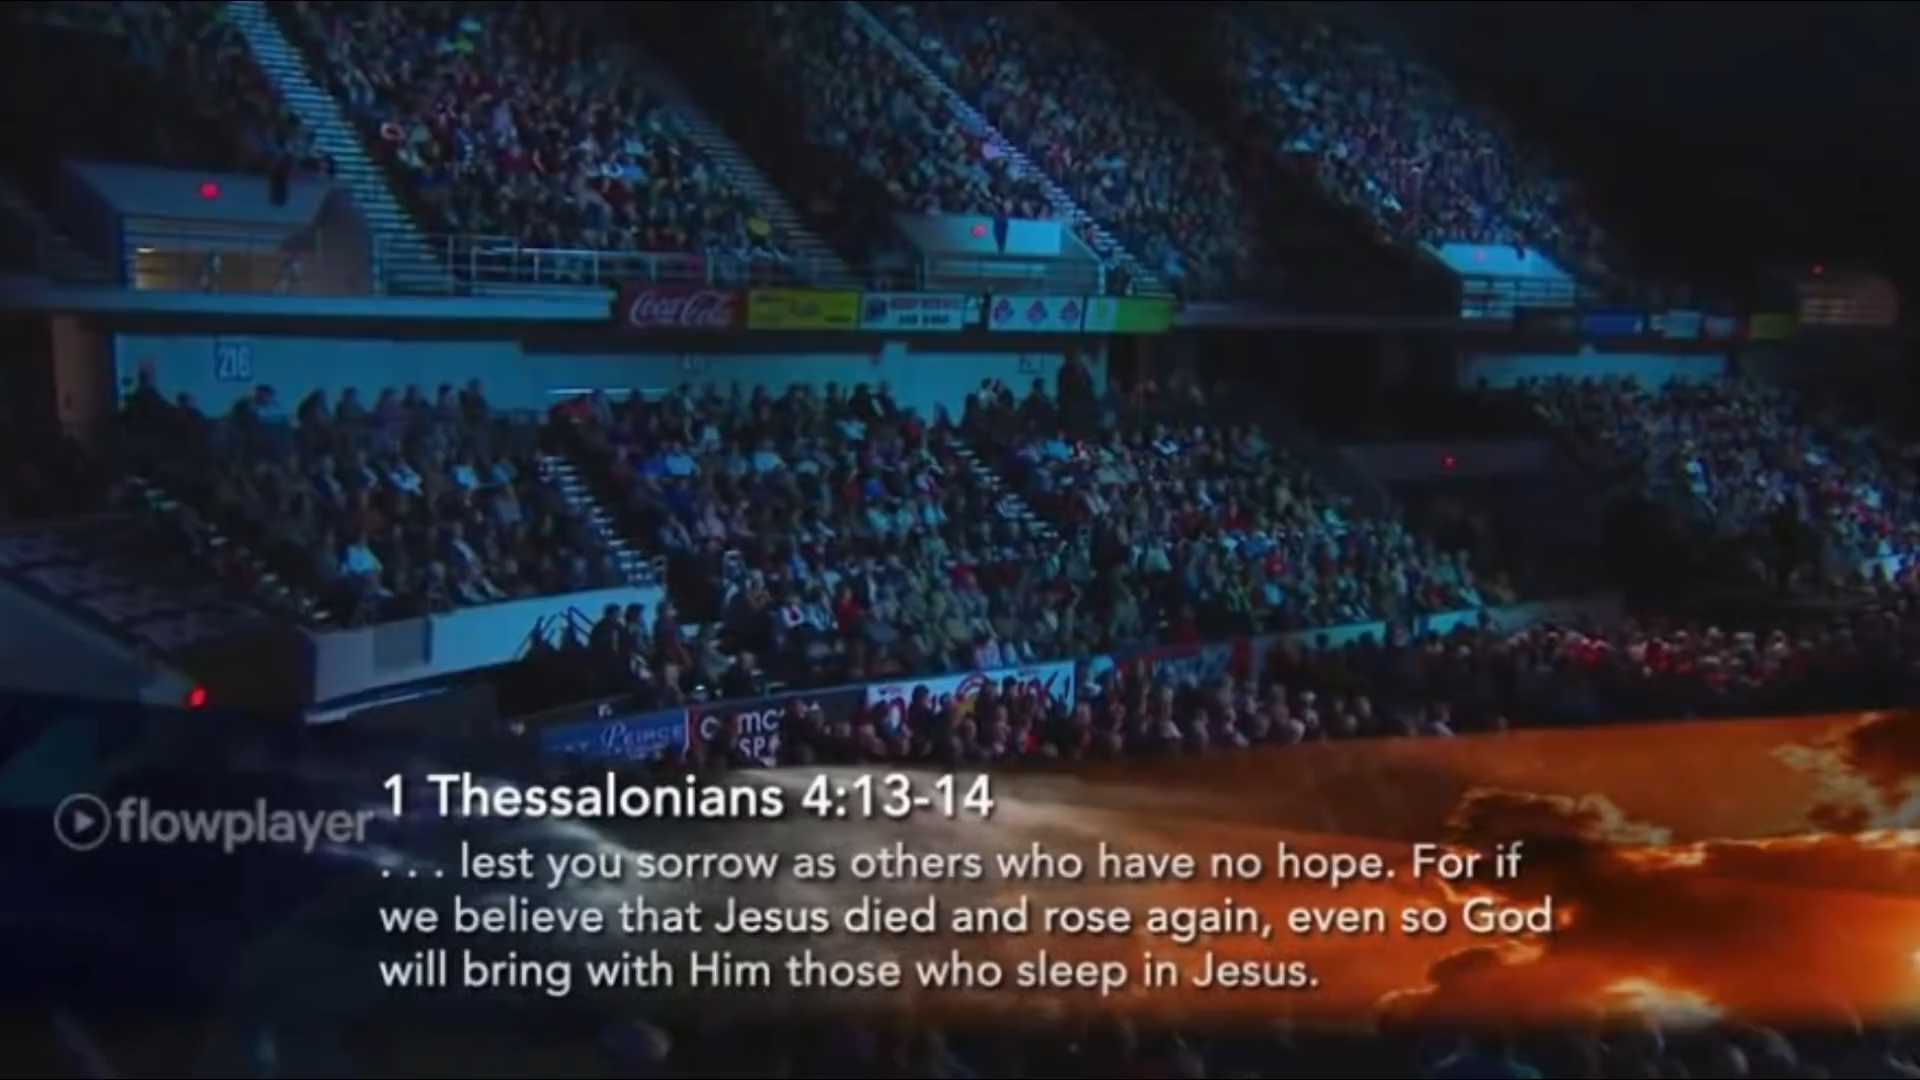 Coca-Cola
216
PEIRCE
1 Thessalonians 4:13-14
flowplayer
. . . lest you sorrow as others who have no hope. For if
we believe that Jesus died and rose again, even so God
will bring with Him those who sleep in Jesus.